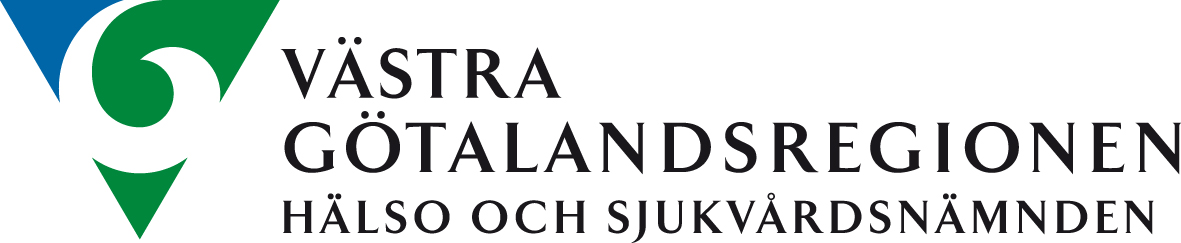 VÄSTRA
GÖTALANDSREGIONEN
HÄLSO OCH SJUKVÅRDSNÄMNDEN